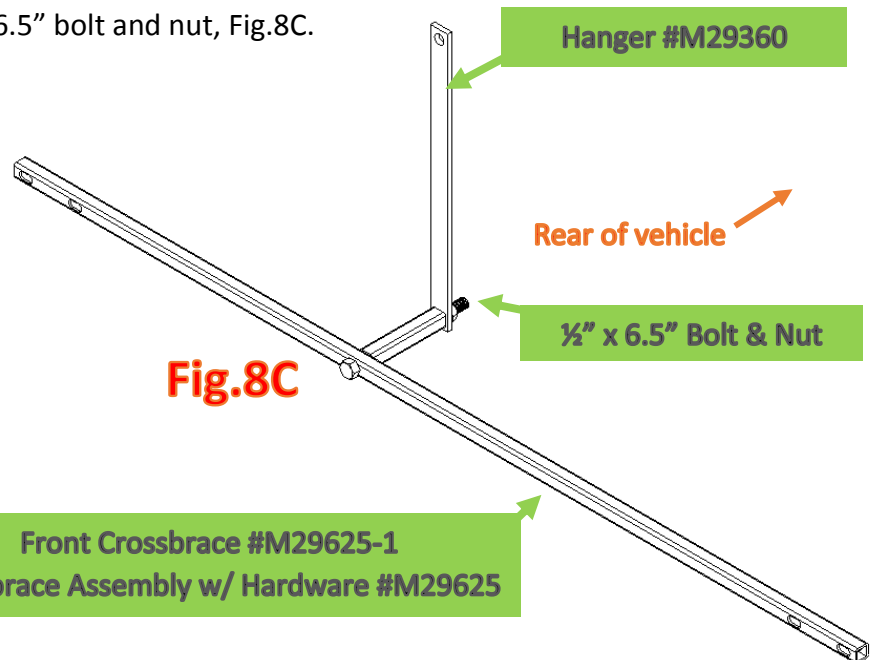 6.5” bolt and nut, Fig.8C.
Hanger #M29360
Rear of vehicle
½” x 6.5” Bolt & Nut
Fig.8C
Front Crossbrace #M29625-1
brace Assembly w/ Hardware #M29625